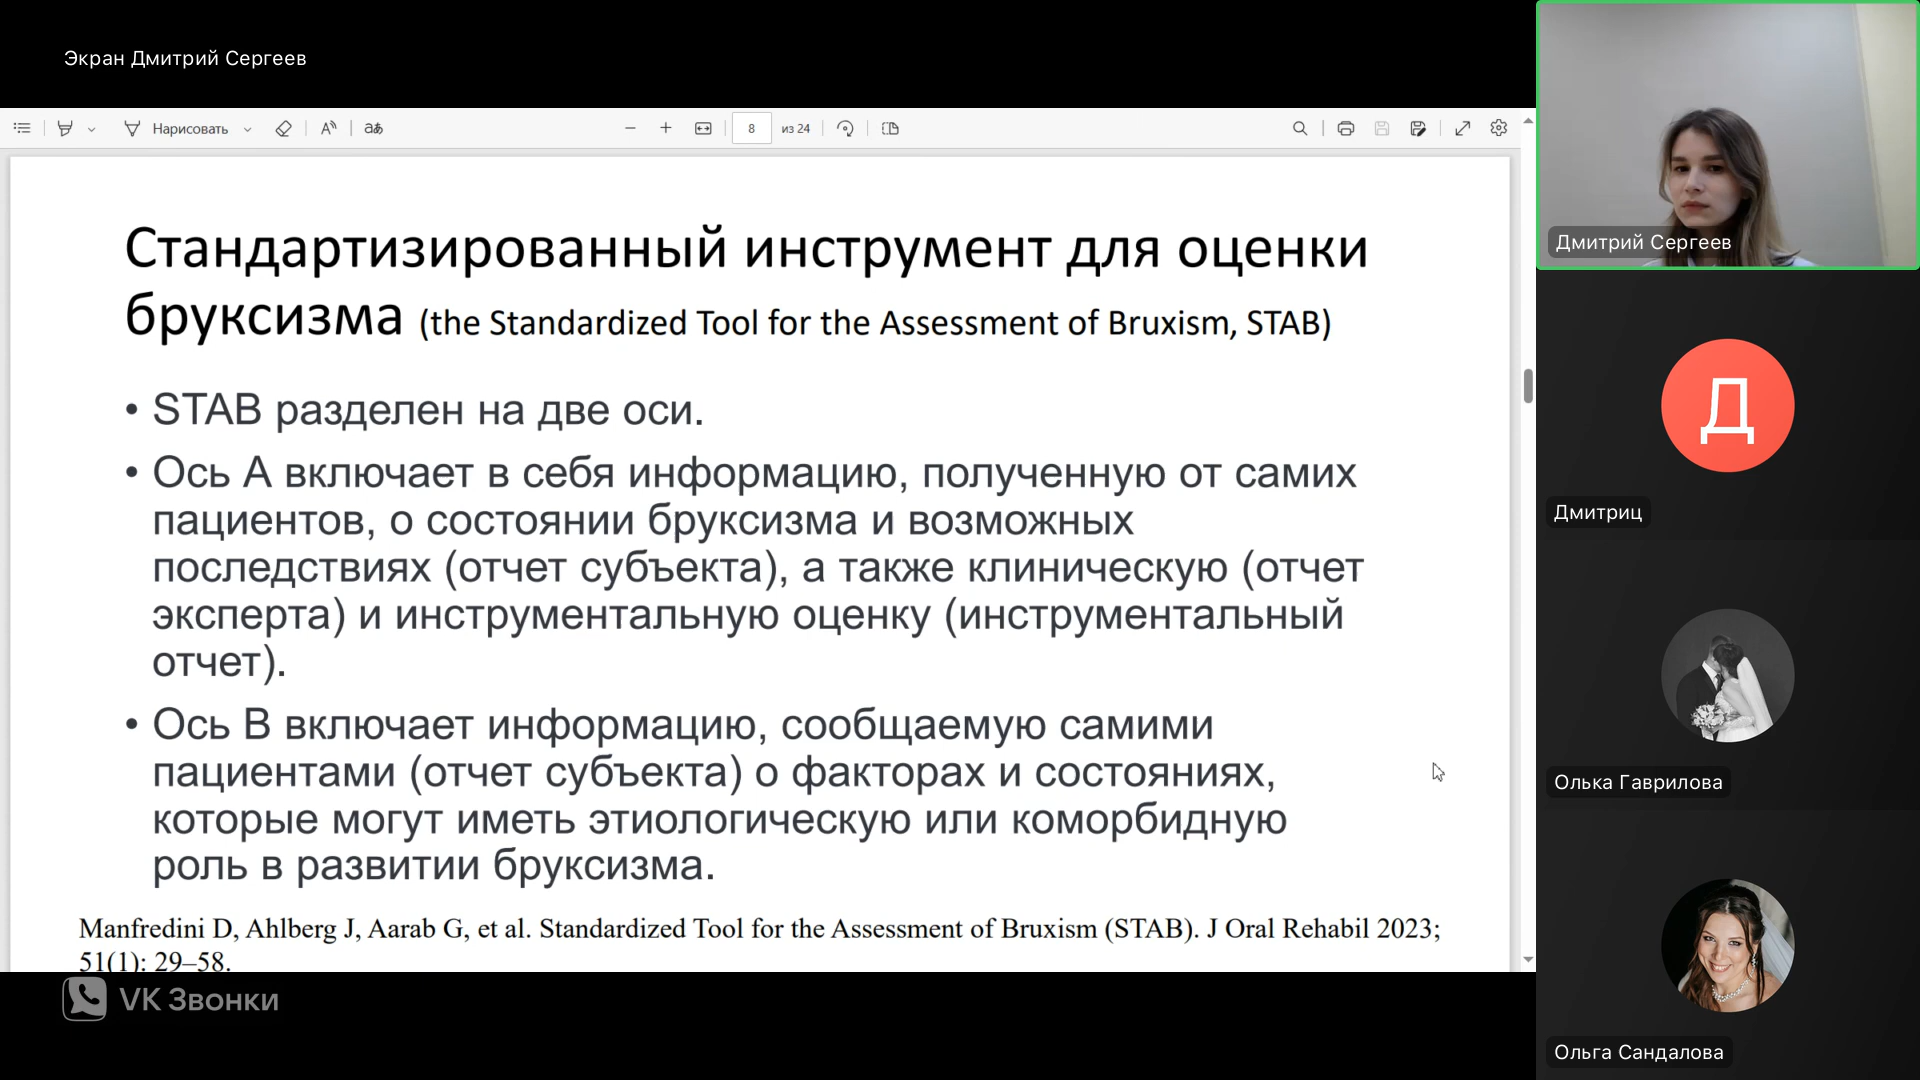 Экран Дмитрий Сергеев
Нарисовать
8 из 24
Стандартизированный инструмент для оценки
бруксизма (the Standardized Tool for the Assessment of Bruxism, STAB)
• STAB разделен на две оси.
• Ось A включает в себя информацию, полученную от самих
пациентов, о состоянии бруксизма и возможных
последствиях (отчет субъекта), а также клиническую (отчет
эксперта) и инструментальную оценку (инструментальный
отчет).
• Ось B включает информацию, сообщаемую самими
пациентами (отчет субъекта) о факторах и состояниях,
которые могут иметь этиологическую или коморбидную
роль в развитии бруксизма.
Manfredini D, Ahlberg J, Aarab G, et al. Standardized Tool for the Assessment of Bruxism (STAB). J Oral Rehabil 2023;
51(1): 29–58.
VK Звонки
Дмитрий Сергеев
Д
Дмитриц
Олька Гаврилова
Ольга Сандалова